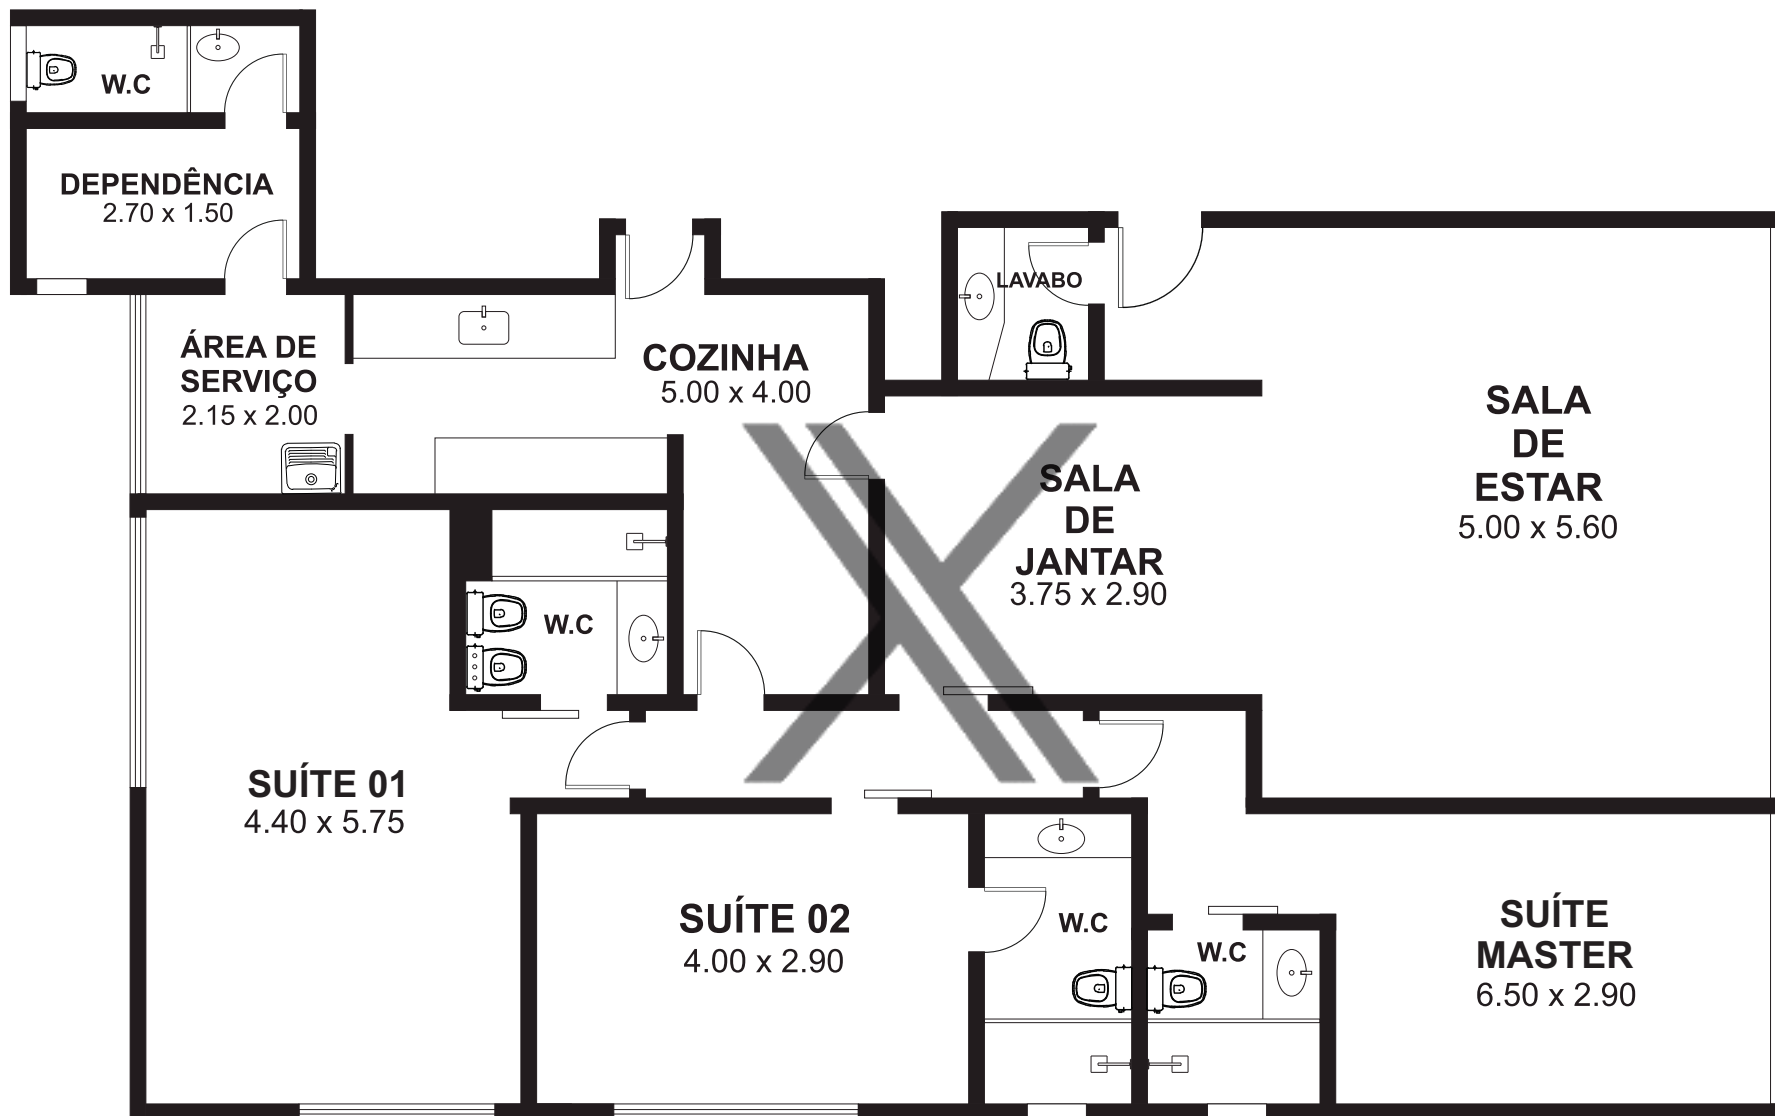 W.C
DEPENDÊNCIA
2.70 x 1.50
ÁREA DE
SERVIÇO
2.15 x 2.00
COZINHA
5.00 x 4.00
LAVABO
SALA
DE
ESTAR
5.00 x 5.60
SALA
DE
JANTAR
3.75 x 2.90
W.C
SUÍTE 01
4.40 x 5.75
SUÍTE 02
4.00 x 2.90
W.C
W.C
SUÍTE
MASTER
6.50 x 2.90